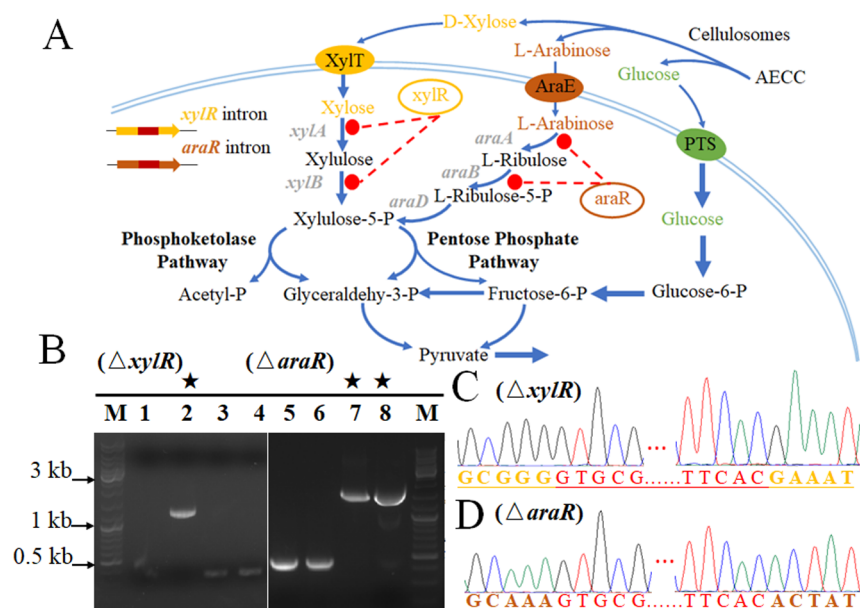 A
D-Xylose
Cellulosomes
L-Arabinose
XylT
Glucose
AECC
AraE
xylR
Xylose
L-Arabinose
xylR intron
xylA
araA
PTS
araR intron
Xylulose
L-Ribulose
araB
xylB
araD
L-Ribulose-5-P
araR
Xylulose-5-P
Glucose
Phosphoketolase
Pathway
Pentose Phosphate
Pathway
Acetyl-P
Glyceraldehy-3-P
Fructose-6-P
Glucose-6-P
Pyruvate
B
(△xylR)
★
(△araR)
★ ★
M 1 2 3 4 5 6 7 8 M
3 kb
1 kb
0.5 kb
C
(△xylR)
...
GCGGGGTGCG......TTCACGAAAT
D
(△araR)
...
GCAAAGTGCG......TTCACACTAT